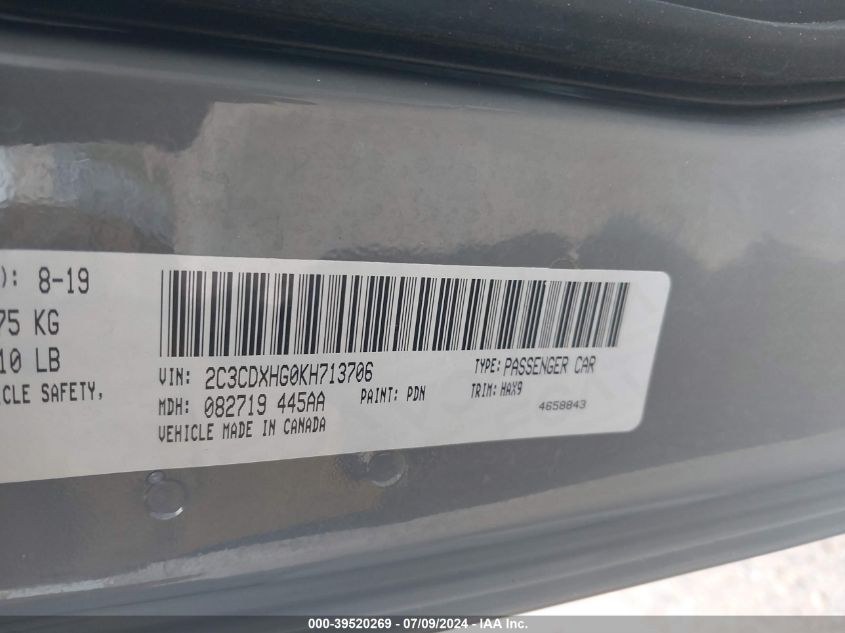 ): 8-19
75 KG
10 LB
CLE SAFETY,
VIN: 2C3CDXHG0KH713706
TYPE: PASSENGER CAR
MDH: 082719 445AA
PAINT: PDN
TRIM: HAX9
VEHICLE MADE IN CANADA
4658843
000-39520269 - 07/09/2024 - IAA Inc.